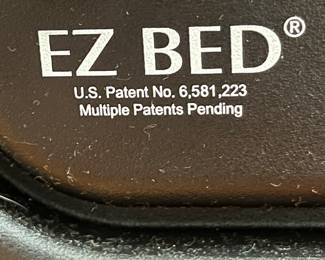 EZ BED®
U.S. Patent No. 6,581,223
Multiple Patents Pending